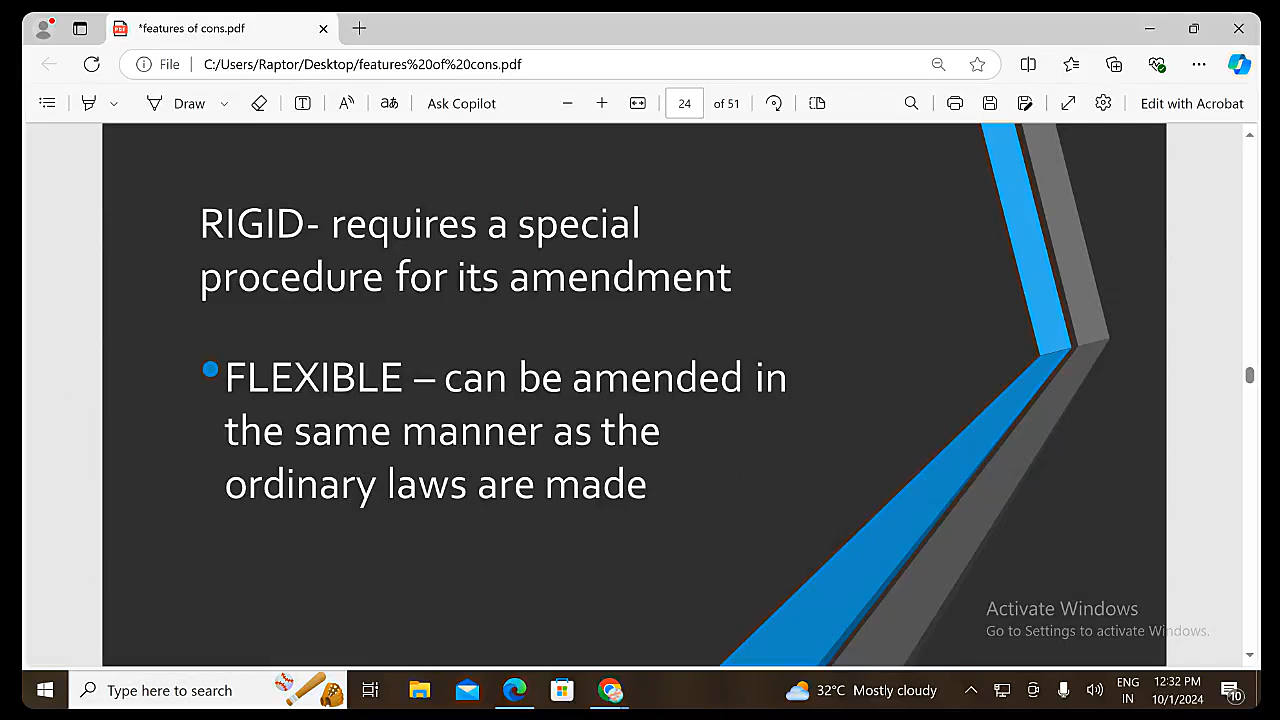 *features of cons.pdf
File
C:/Users/Raptor/Desktop/features%20of%20cons.pdf
Draw
Ask Copilot
24
of 51
Edit with Acrobat
RIGID- requires a special
procedure for its amendment
FLEXIBLE – can be amended in
the same manner as the
ordinary laws are made
Activate Windows
Go to Settings to activate Windows.
Type here to search
32°C Mostly cloudy
ENG
IN
12:32 PM
10/1/2024
10